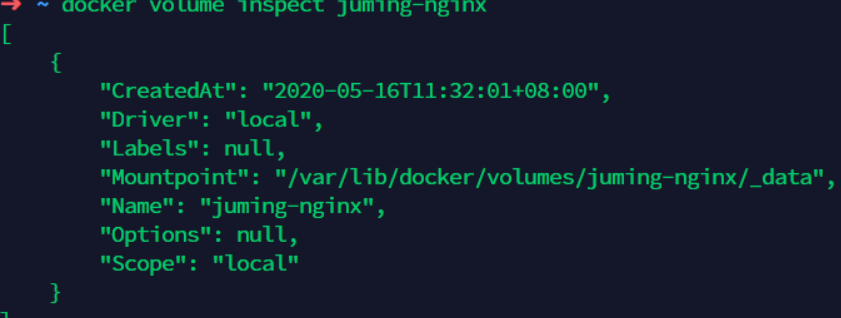 → ~ docker volume inspect juming-nginx
[
    {
        "CreatedAt": "2020-05-16T11:32:01+08:00",
        "Driver": "local",
        "Labels": null,
        "Mountpoint": "/var/lib/docker/volumes/juming-nginx/_data",
        "Name": "juming-nginx",
        "Options": null,
        "Scope": "local"
    }
]